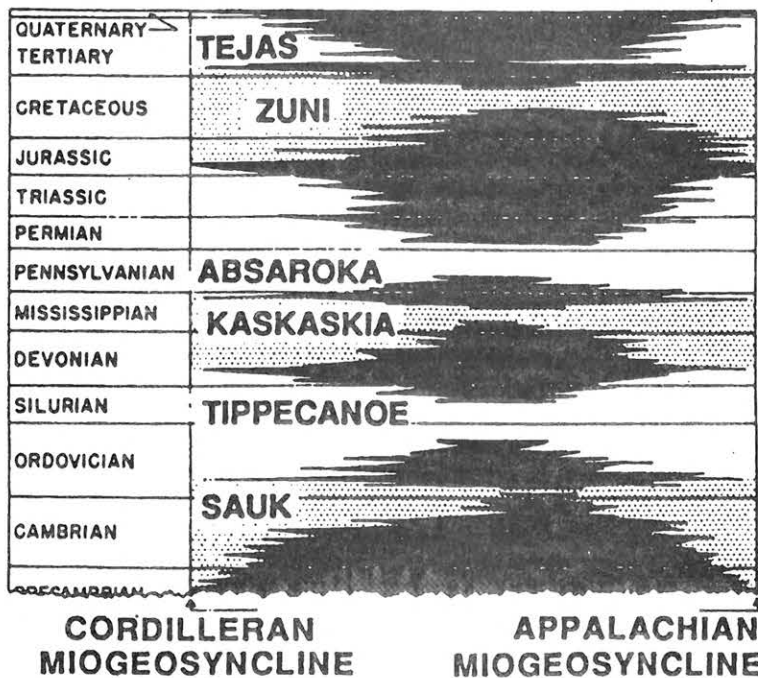 QUATERNARY
TERTIARY
TEJAS
CRETACEOUS
ZUNI
JURASSIC
TRIASSIC
PERMIAN
PENNSYLVANIAN
ABSAROKA
MISSISSIPPIAN
KASKASKIA
DEVONIAN
SILURIAN
TIPPECANOE
ORDOVICIAN
SAUK
CAMBRIAN
PRECAMBRIAN
CORDILLERAN
MIOGEOSYNCLINE
APPALACHIAN
MIOGEOSYNCLINE